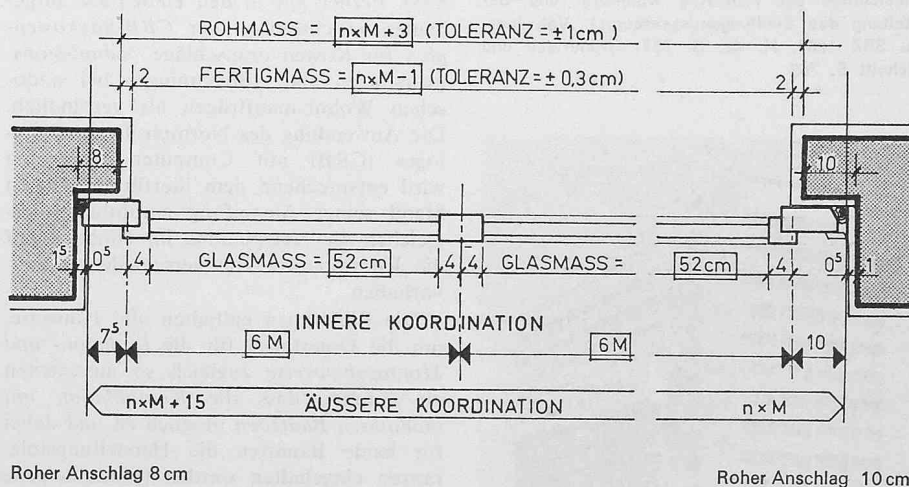 ROHMASS = n×M+3 (TOLERANZ = ±1cm)
2 FERTIGMASS = n×M-1 (TOLERANZ = ± 0,3cm) 2
8 10
1⁵ 0⁵ 4 GLASMASS = 52cm 4 4 GLASMASS = 52cm 4 0⁵ 1
INNERE KOORDINATION
7⁵ 6 M 6 M 10
n×M+15 ÄUSSERE KOORDINATION n×M
Roher Anschlag 8 cm Roher Anschlag 10 cm